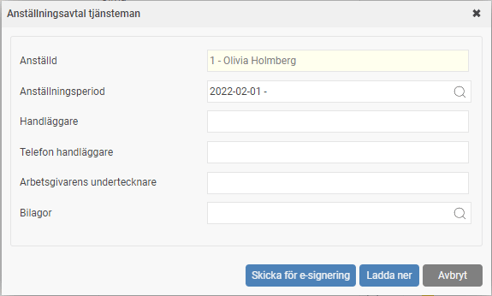 Anställningsavtal tjänsteman
Anställd 1 - Olivia Holmberg
Anställningsperiod 2022-02-01 -
Handläggare
Telefon handläggare
Arbetsgivarens undertecknare
Bilagor
Skicka för e-signering Ladda ner Avbryt